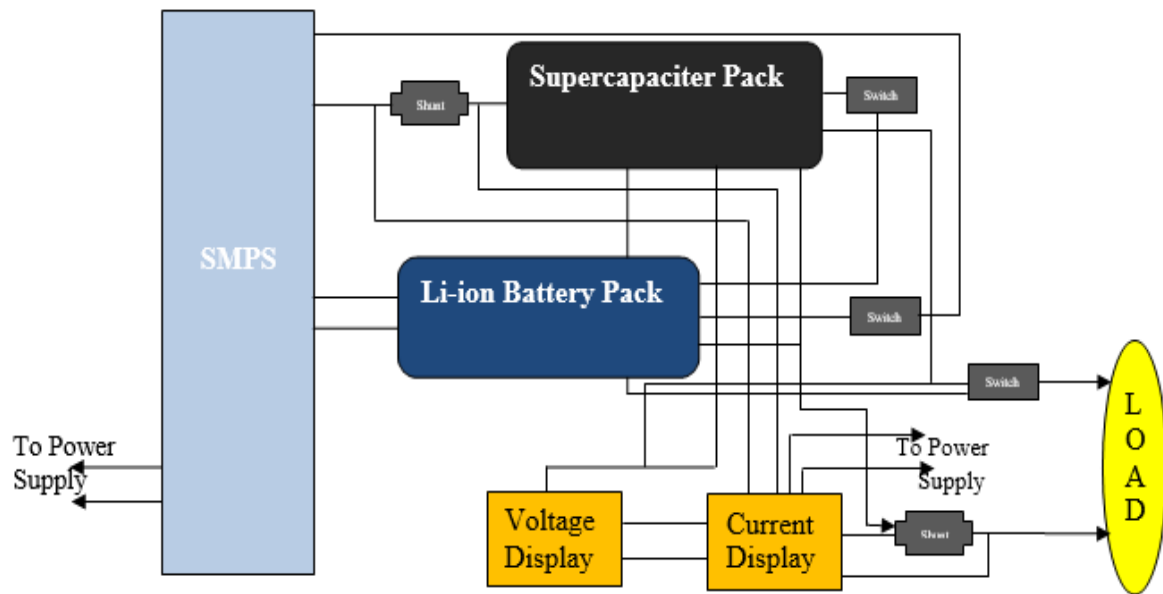 Supercapaciter Pack
Shunt
Switch
SMPS
Li-ion Battery Pack
Switch
Switch
L
O
A
D
To Power
Supply
To Power
Supply
Voltage
Display
Current
Display
Shunt